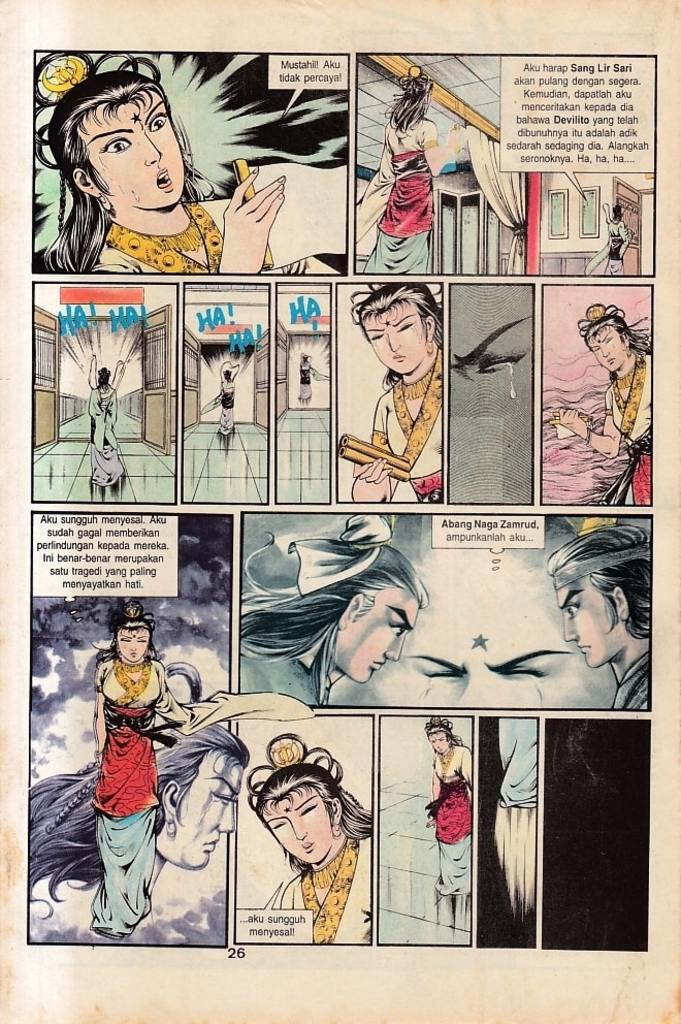 Mustahil! Aku
tidak percaya!
Aku harap Sang Lir Sari
akan pulang dengan segera.
Kemudian, dapatlah aku
menceritakan kepada dia
bahawa Devilito yang telah
dibunuhnya itu adalah adik
sedarah sedaging dia. Alangkah
seronoknya. Ha, ha, ha....
HA! HA!
HA!
HA!
HA
!
Aku sungguh menyesal. Aku
sudah gagal memberikan
perlindungan kepada mereka.
Ini benar-benar merupakan
satu tragedi yang paling
menyayatkan hati.
Abang Naga Zamrud,
ampunkanlah aku...
...aku sungguh
menyesal!
26